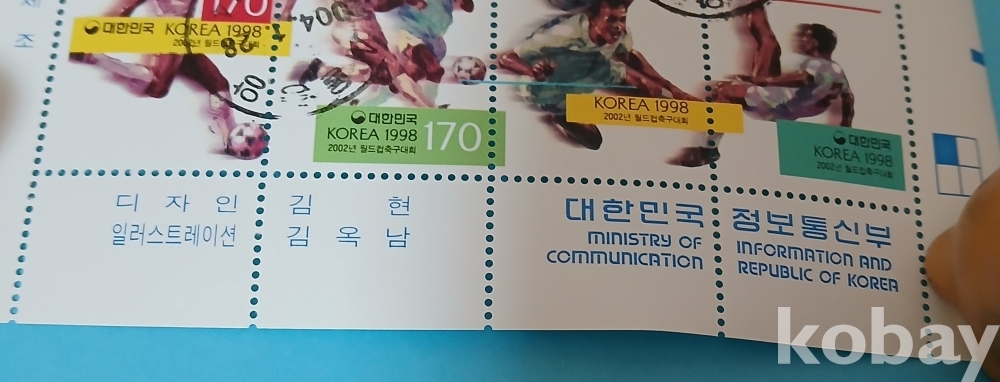 제
조
170
대한민국
KOREA 1998
2002년 월드컵축구대회
대한민국
KOREA 1998 170
2002년 월드컵축구대회
KOREA 1998
2002년 월드컵축구대회
대한민국
KOREA 1998
2002년 월드컵축구대회
디 자 인 김 현
일러스트레이션 김 옥 남
대한민국 정보통신부
MINISTRY OF INFORMATION AND
COMMUNICATION REPUBLIC OF KOREA
kobay